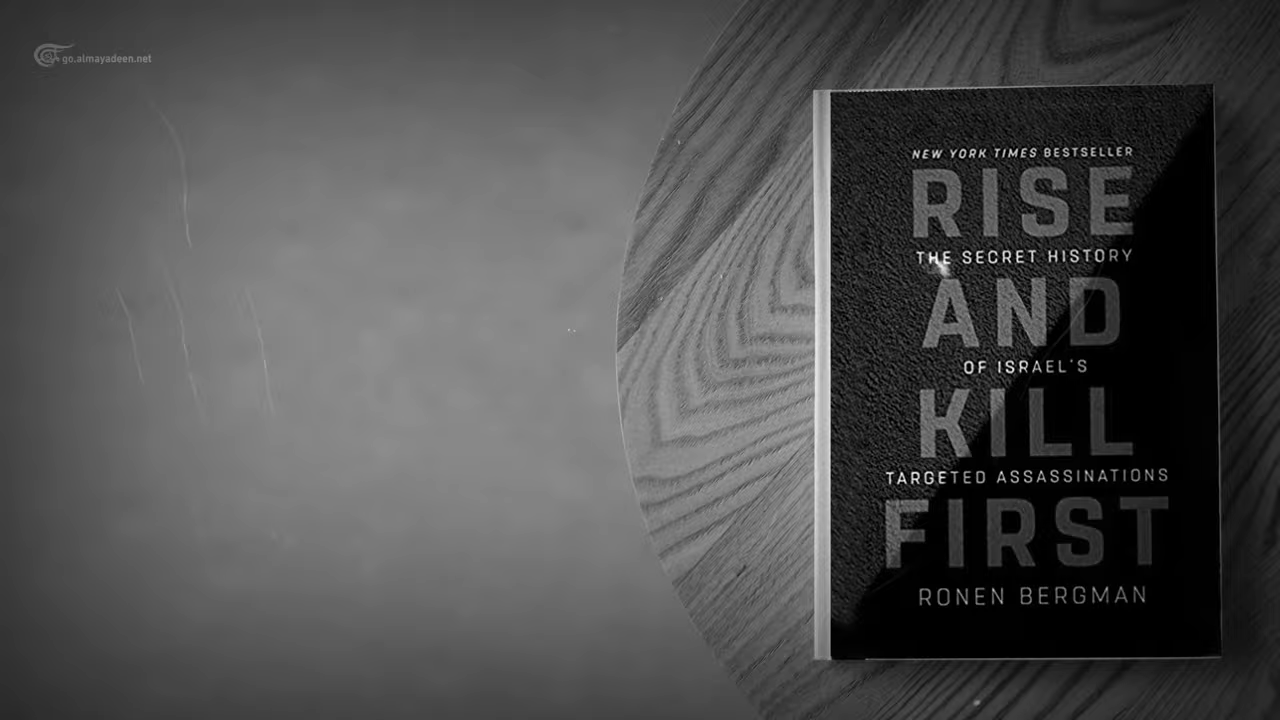 go.almayadeen.net
NEW YORK TIMES BESTSELLER
RISE
THE SECRET HISTORY
AND
OF ISRAEL'S
KILL
TARGETED ASSASSINATIONS
FIRST
RONEN BERGMAN